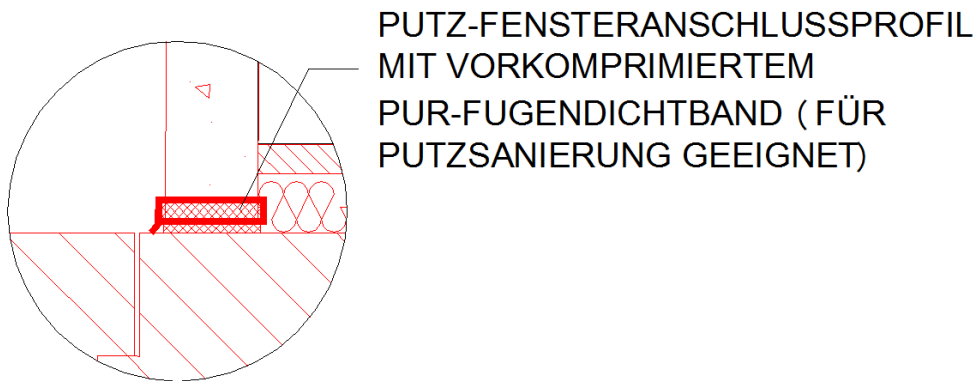 PUTZ-FENSTERANSCHLUSSPROFIL
MIT VORKOMPRIMIERTEM
PUR-FUGENDICHTBAND ( FÜR
PUTZSANIERUNG GEEIGNET)